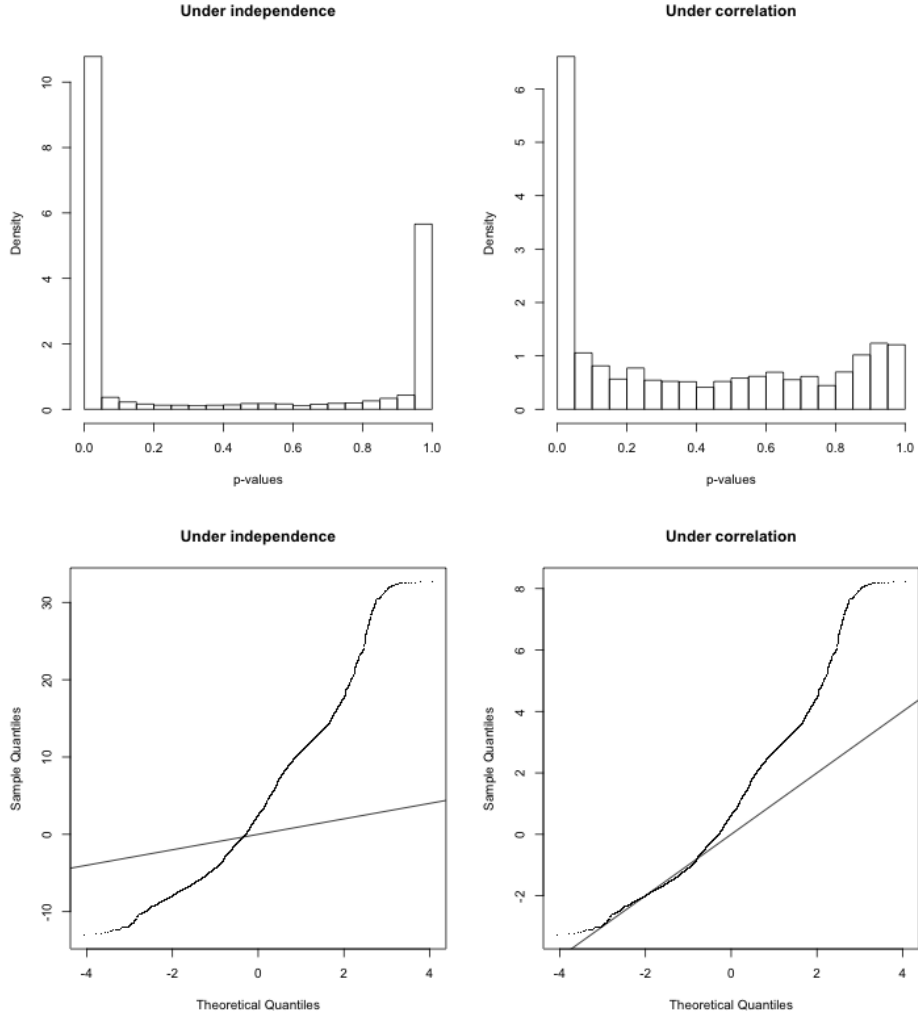 Under independence
Density
0
2
4
6
8
10
0.0 0.2 0.4 0.6 0.8 1.0
p-values
Under correlation
Density
0
1
2
3
4
5
6
0.0 0.2 0.4 0.6 0.8 1.0
p-values
Under independence
Sample Quantiles
-10
0
10
20
30
-4 -2 0 2 4
Theoretical Quantiles
Under correlation
Sample Quantiles
-2
0
2
4
6
8
-4 -2 0 2 4
Theoretical Quantiles